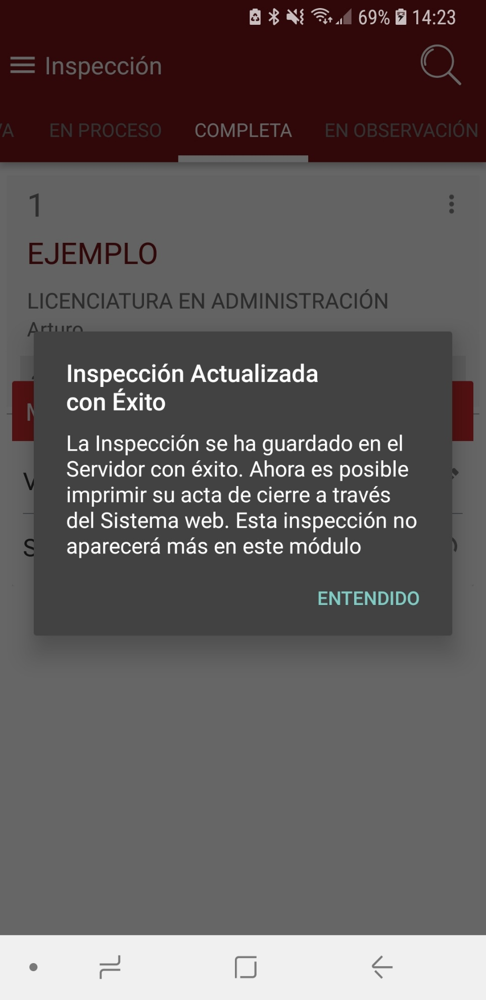 69% 14:23
Inspección
EN PROCESO COMPLETA EN OBSERVACIÓN
1
EJEMPLO
LICENCIATURA EN ADMINISTRACIÓN
Arturo
Inspección Actualizada
con Éxito
La Inspección se ha guardado en el
Servidor con éxito. Ahora es posible
imprimir su acta de cierre a través
del Sistema web. Esta inspección no
aparecerá más en este módulo
ENTENDIDO